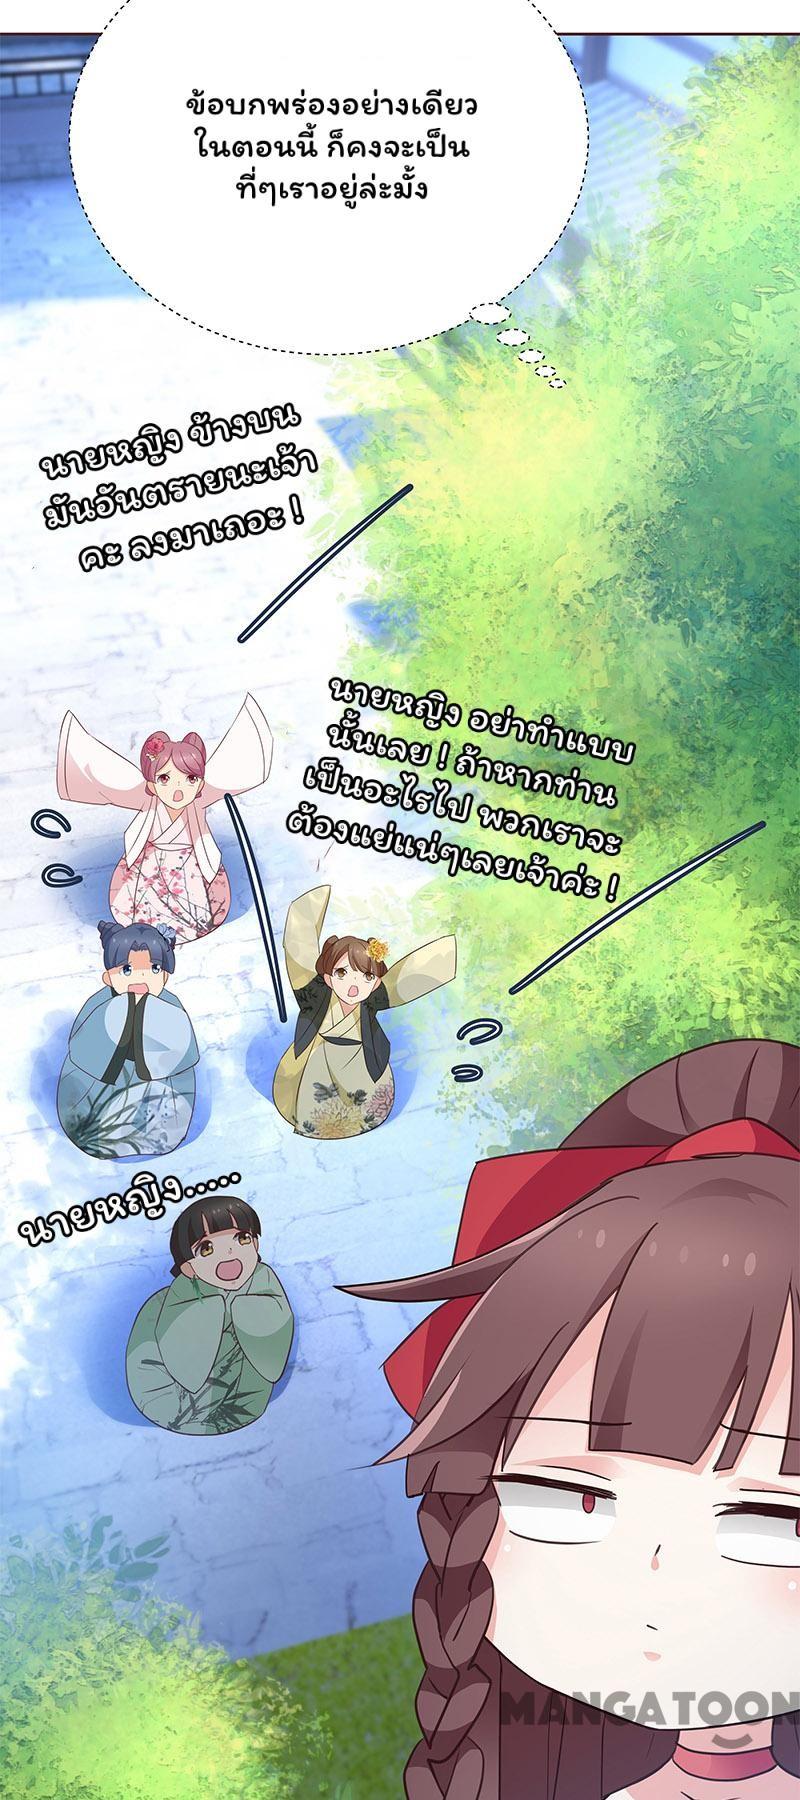 ข้อบกพร่องอย่างเดียว
ในตอนนี้ ก็คงจะเป็น
ที่ๆเราอยู่ล่ะมั้ง
นายหญิง ข้างบน
มันอันตรายนะเจ้า
คะ ลงมาเถอะ !
นายหญิง อย่าทำแบบ
นั้นเลย ! ถ้าหากท่าน
เป็นอะไรไป พวกเราจะ
ต้องแย่แน่ๆเลยเจ้าค่ะ !
นายหญิง.....
MANGATOON